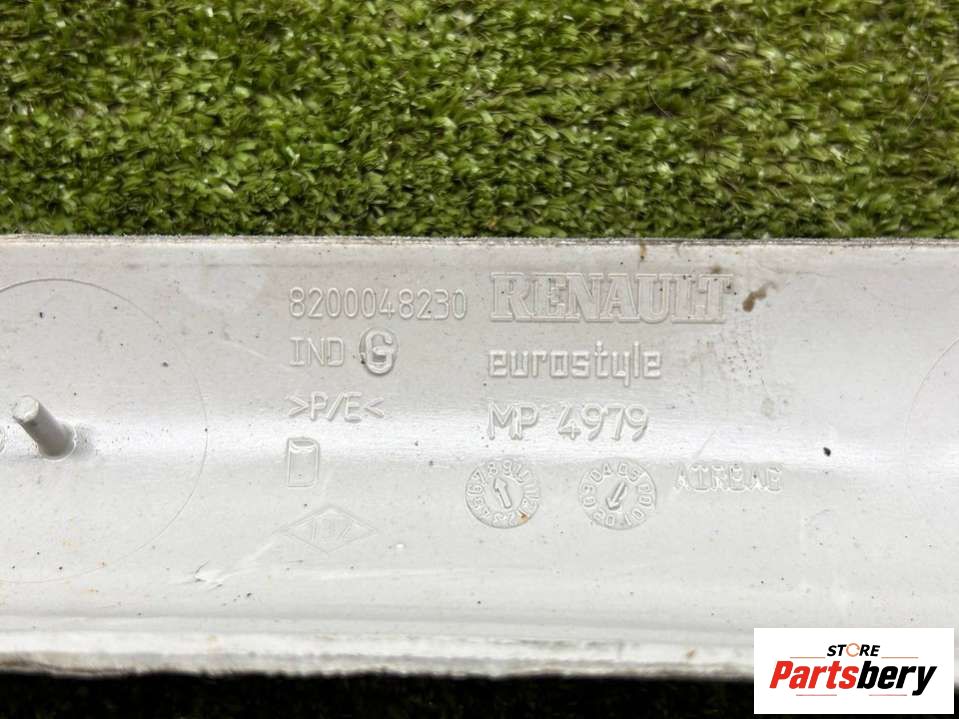 8200048230 RENAULT
IND G eurostyle
>P/E< MP 4979
AIRBAG
STORE
Partsbery